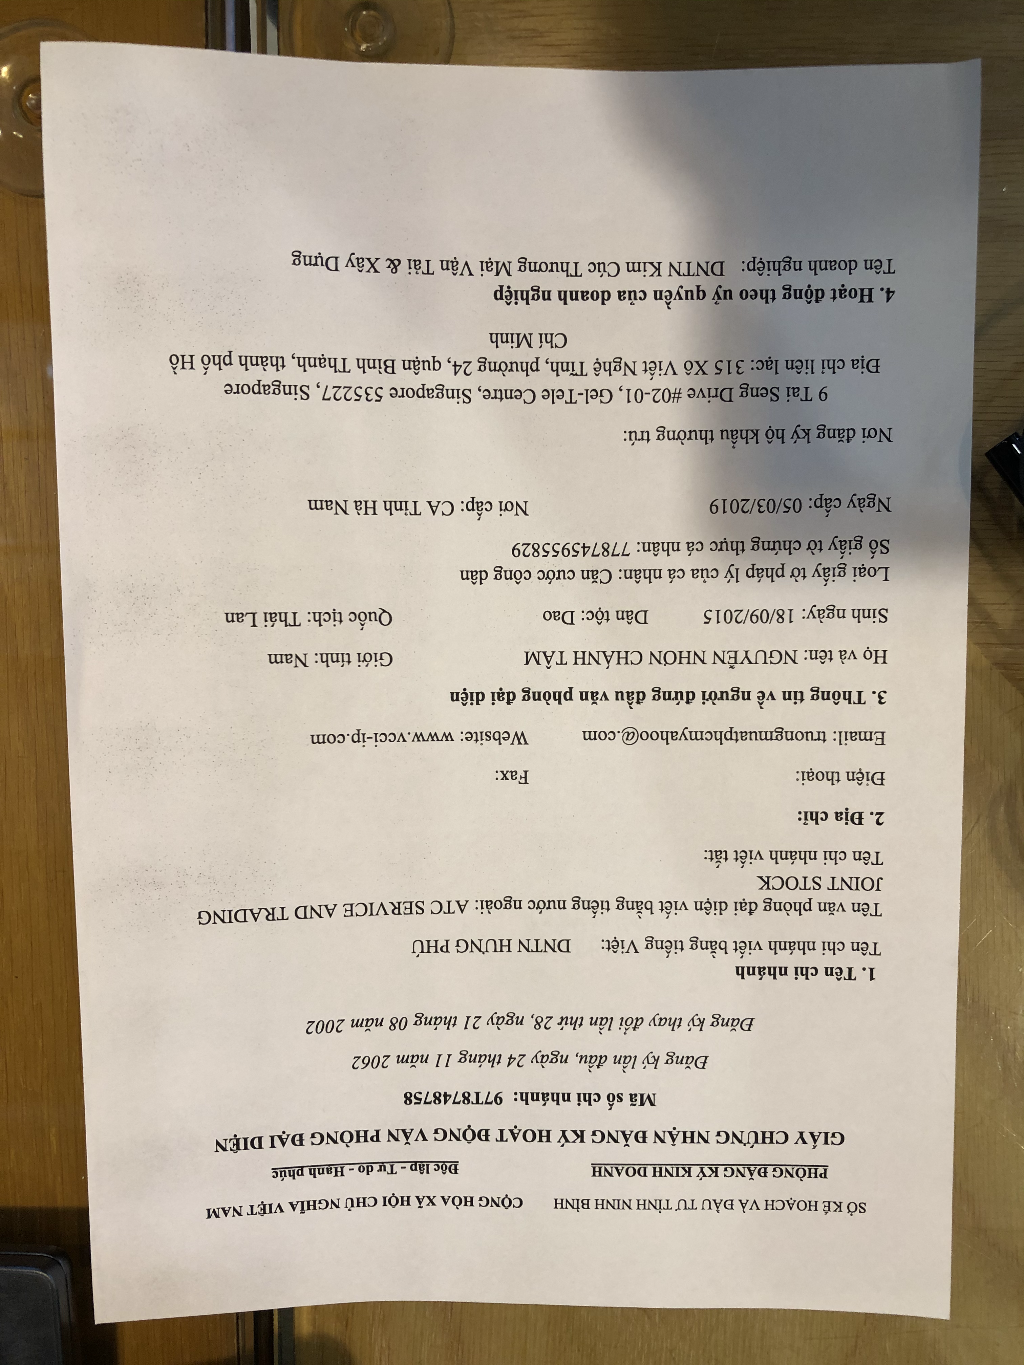 SỞ KẾ HOẠCH VÀ ĐẦU TƯ TỈNH NINH BÌNH
CỘNG HÒA XÃ HỘI CHỦ NGHĨA VIỆT NAM
PHÒNG ĐĂNG KÝ KINH DOANH
Độc lập - Tự do - Hạnh phúc
GIẤY CHỨNG NHẬN ĐĂNG KÝ HOẠT ĐỘNG VĂN PHÒNG ĐẠI DIỆN
Mã số chi nhánh: 97T8748758
Đăng ký lần đầu, ngày 24 tháng 11 năm 2062
Đăng ký thay đổi lần thứ 28, ngày 21 tháng 08 năm 2002
1. Tên chi nhánh
Tên chi nhánh viết bằng tiếng Việt: DNTN HƯNG PHÚ
Tên văn phòng đại diện viết bằng tiếng nước ngoài: ATC SERVICE AND TRADING
JOINT STOCK
Tên chi nhánh viết tắt:
2. Địa chỉ:
Điện thoại: Fax:
Email: truongmuatphcmyahoo@.com Website: www.vcci-ip.com
3. Thông tin về người đứng đầu văn phòng đại diện
Họ và tên: NGUYỄN NHƠN CHÁNH TÂM Giới tính: Nam
Sinh ngày: 18/09/2015 Dân tộc: Dao Quốc tịch: Thái Lan
Loại giấy tờ pháp lý của cá nhân: Căn cước công dân
Số giấy tờ chứng thực cá nhân: 778745955829
Ngày cấp: 05/03/2019 Nơi cấp: CA Tỉnh Hà Nam
Nơi đăng ký hộ khẩu thường trú:
9 Tai Seng Drive #02-01, Gel-Tele Centre, Singapore 535227, Singapore
Địa chỉ liên lạc: 315 Xô Viết Nghệ Tĩnh, phường 24, quận Bình Thạnh, thành phố Hồ
Chí Minh
4. Hoạt động theo uỷ quyền của doanh nghiệp
Tên doanh nghiệp: DNTN Kim Cúc Thương Mại Vận Tải & Xây Dựng